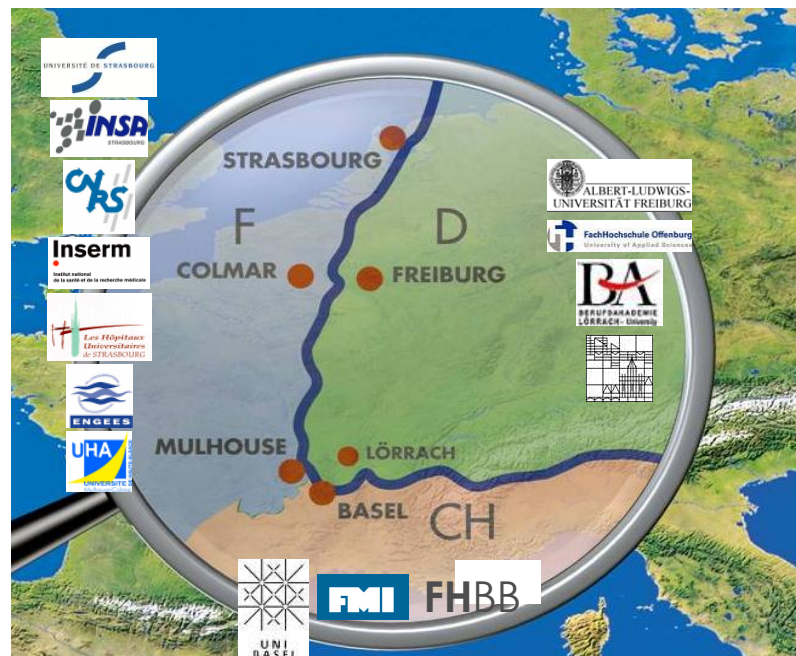 UNIVERSITÉ DE STRASBOURG
INSA
STRASBOURG
CNRS
Inserm
Institut national
de la santé et de la recherche médicale
Les Hôpitaux
Universitaires
de STRASBOURG
ENGEES
UHA
UNIVERSITE
STRASBOURG
F
D
COLMAR
FREIBURG
MULHOUSE
LÖRRACH
BASEL
CH
ALBERT-LUDWIGS-
UNIVERSITÄT FREIBURG
FachHochschule Offenburg
University of Applied Sciences
BA
BERUFSAKADEMIE
LÖRRACH - University
UNI
BASEL
FMI
FHBB